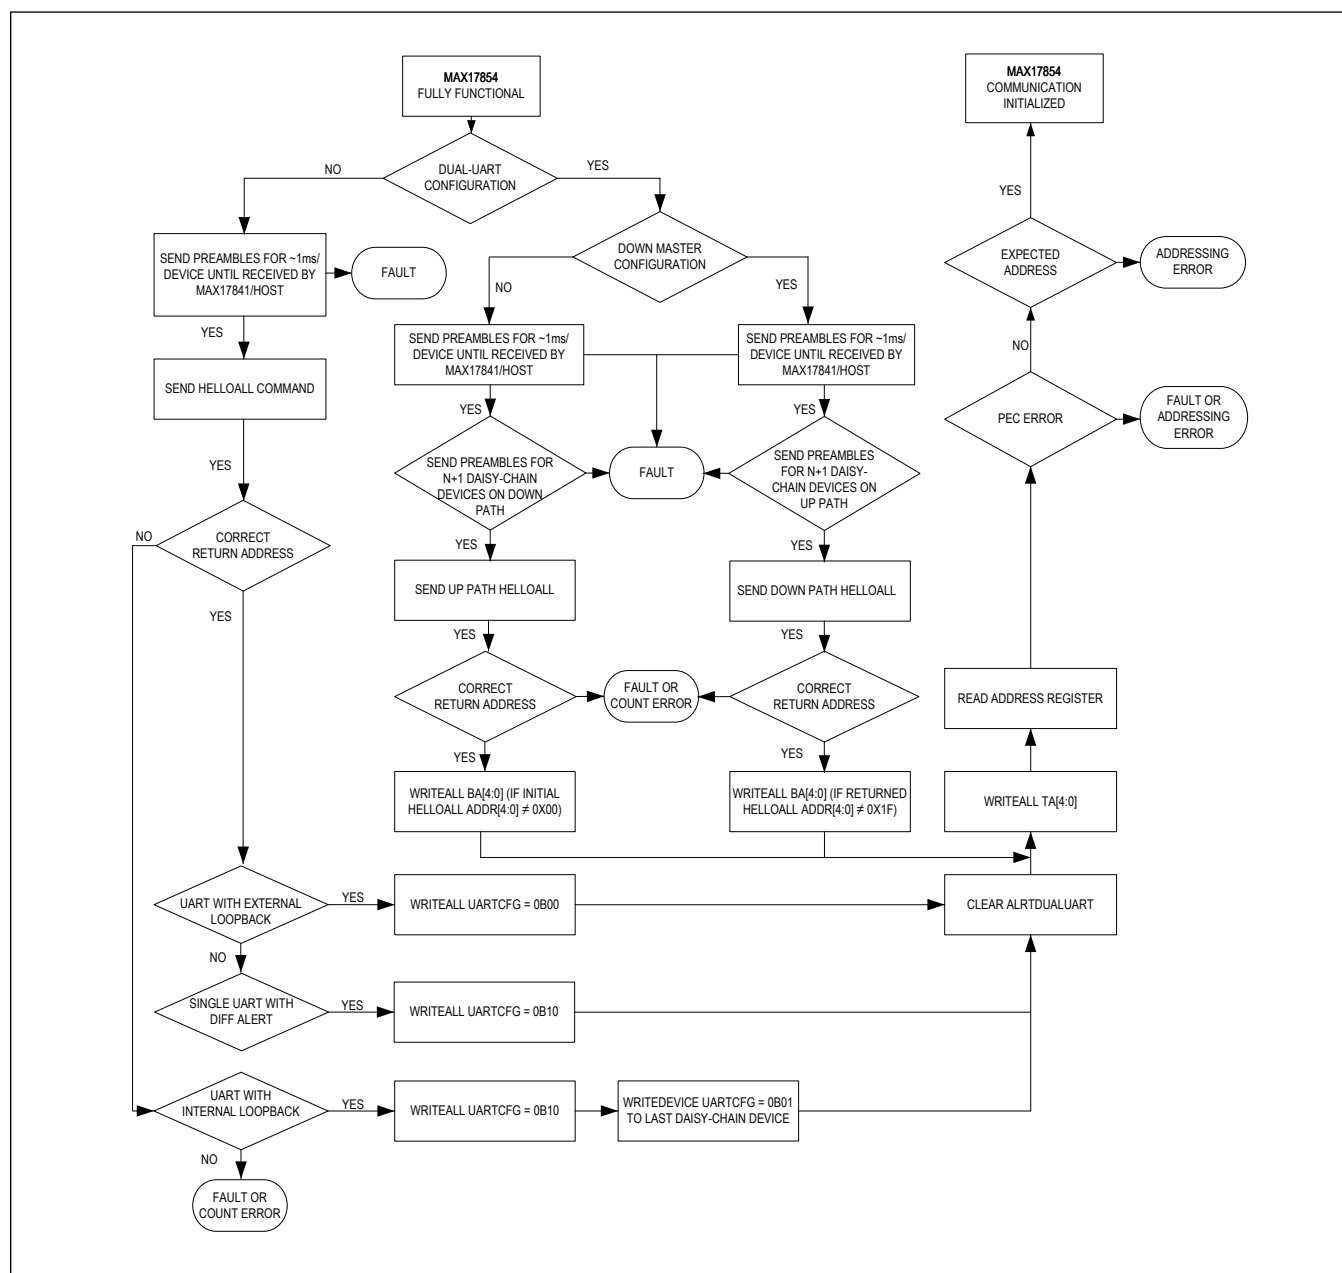 MAX17854
FULLY FUNCTIONAL
DUAL-UART
CONFIGURATION
NO
YES
SEND PREAMBLES FOR ~1ms/
DEVICE UNTIL RECEIVED BY
MAX17841/HOST
FAULT
YES
SEND HELLOALL COMMAND
YES
CORRECT
RETURN ADDRESS
NO
YES
DOWN MASTER
CONFIGURATION
NO
YES
SEND PREAMBLES FOR ~1ms/
DEVICE UNTIL RECEIVED BY
MAX17841/HOST
SEND PREAMBLES FOR ~1ms/
DEVICE UNTIL RECEIVED BY
MAX17841/HOST
YES
YES
SEND PREAMBLES FOR
N+1 DAISY-CHAIN
DEVICES ON DOWN
PATH
FAULT
SEND PREAMBLES
FOR N+1 DAISY-
CHAIN DEVICES ON
UP PATH
YES
YES
SEND UP PATH HELLOALL
SEND DOWN PATH HELLOALL
YES
YES
CORRECT
RETURN ADDRESS
FAULT OR
COUNT ERROR
CORRECT
RETURN ADDRESS
YES
YES
WRITEALL BA[4:0] (IF INITIAL
HELLOALL ADDR[4:0] ≠ 0X00)
WRITEALL BA[4:0] (IF RETURNED
HELLOALL ADDR[4:0] ≠ 0X1F)
UART WITH EXTERNAL
LOOPBACK
YES
WRITEALL UARTCFG = 0B00
NO
SINGLE UART WITH
DIFF ALERT
YES
WRITEALL UARTCFG = 0B10
UART WITH
INTERNAL LOOPBACK
YES
WRITEALL UARTCFG = 0B10
WRITEDEVICE UARTCFG = 0B01
TO LAST DAISY-CHAIN DEVICE
NO
FAULT OR
COUNT ERROR
MAX17854
COMMUNICATION
INITIALIZED
YES
EXPECTED
ADDRESS
ADDRESSING
ERROR
NO
PEC ERROR
FAULT OR
ADDRESSING
ERROR
READ ADDRESS REGISTER
WRITEALL TA[4:0]
CLEAR ALRTDUALUART